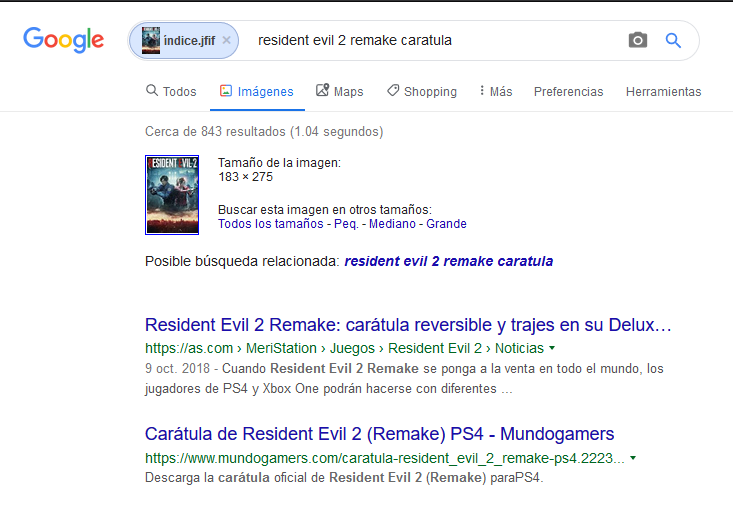 Google
índice.jfif ×
resident evil 2 remake caratula
Todos
Imágenes
Maps
Shopping
Más
Preferencias
Herramientas
Cerca de 843 resultados (1.04 segundos)
RESIDENT EVIL·2
Tamaño de la imagen:
183 × 275
Buscar esta imagen en otros tamaños:
Todos los tamaños - Peq. - Mediano - Grande
Posible búsqueda relacionada: resident evil 2 remake caratula
Resident Evil 2 Remake: carátula reversible y trajes en su Delux…
https://as.com › MeriStation › Juegos › Resident Evil 2 › Noticias
9 oct. 2018 - Cuando Resident Evil 2 Remake se ponga a la venta en todo el mundo, los
jugadores de PS4 y Xbox One podrán hacerse con diferentes ...
Carátula de Resident Evil 2 (Remake) PS4 - Mundogamers
https://www.mundogamers.com/caratula-resident_evil_2_remake-ps4.2223...
Descarga la carátula oficial de Resident Evil 2 (Remake) paraPS4.